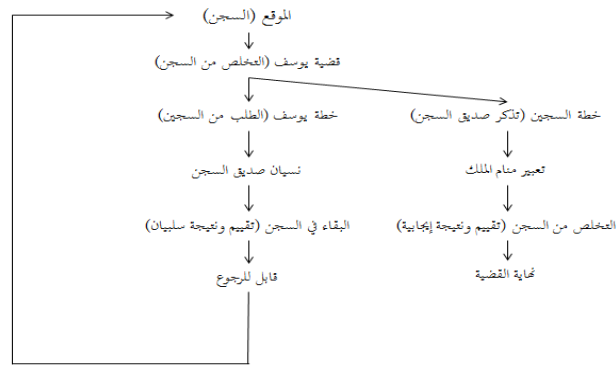 الموقع (السجن)
قضية يوسف (التخلص من السجن)
خطة السجين (تذكر صديق السجن)
خطة يوسف (الطلب من السجين)
تعبير منام الملك
نسيان صديق السجن
التخلص من السجن (تقييم ونتيجة إيجابية)
البقاء في السجن (تقييم ونتيجة سلبيان)
نهاية القضية
قابل للرجوع